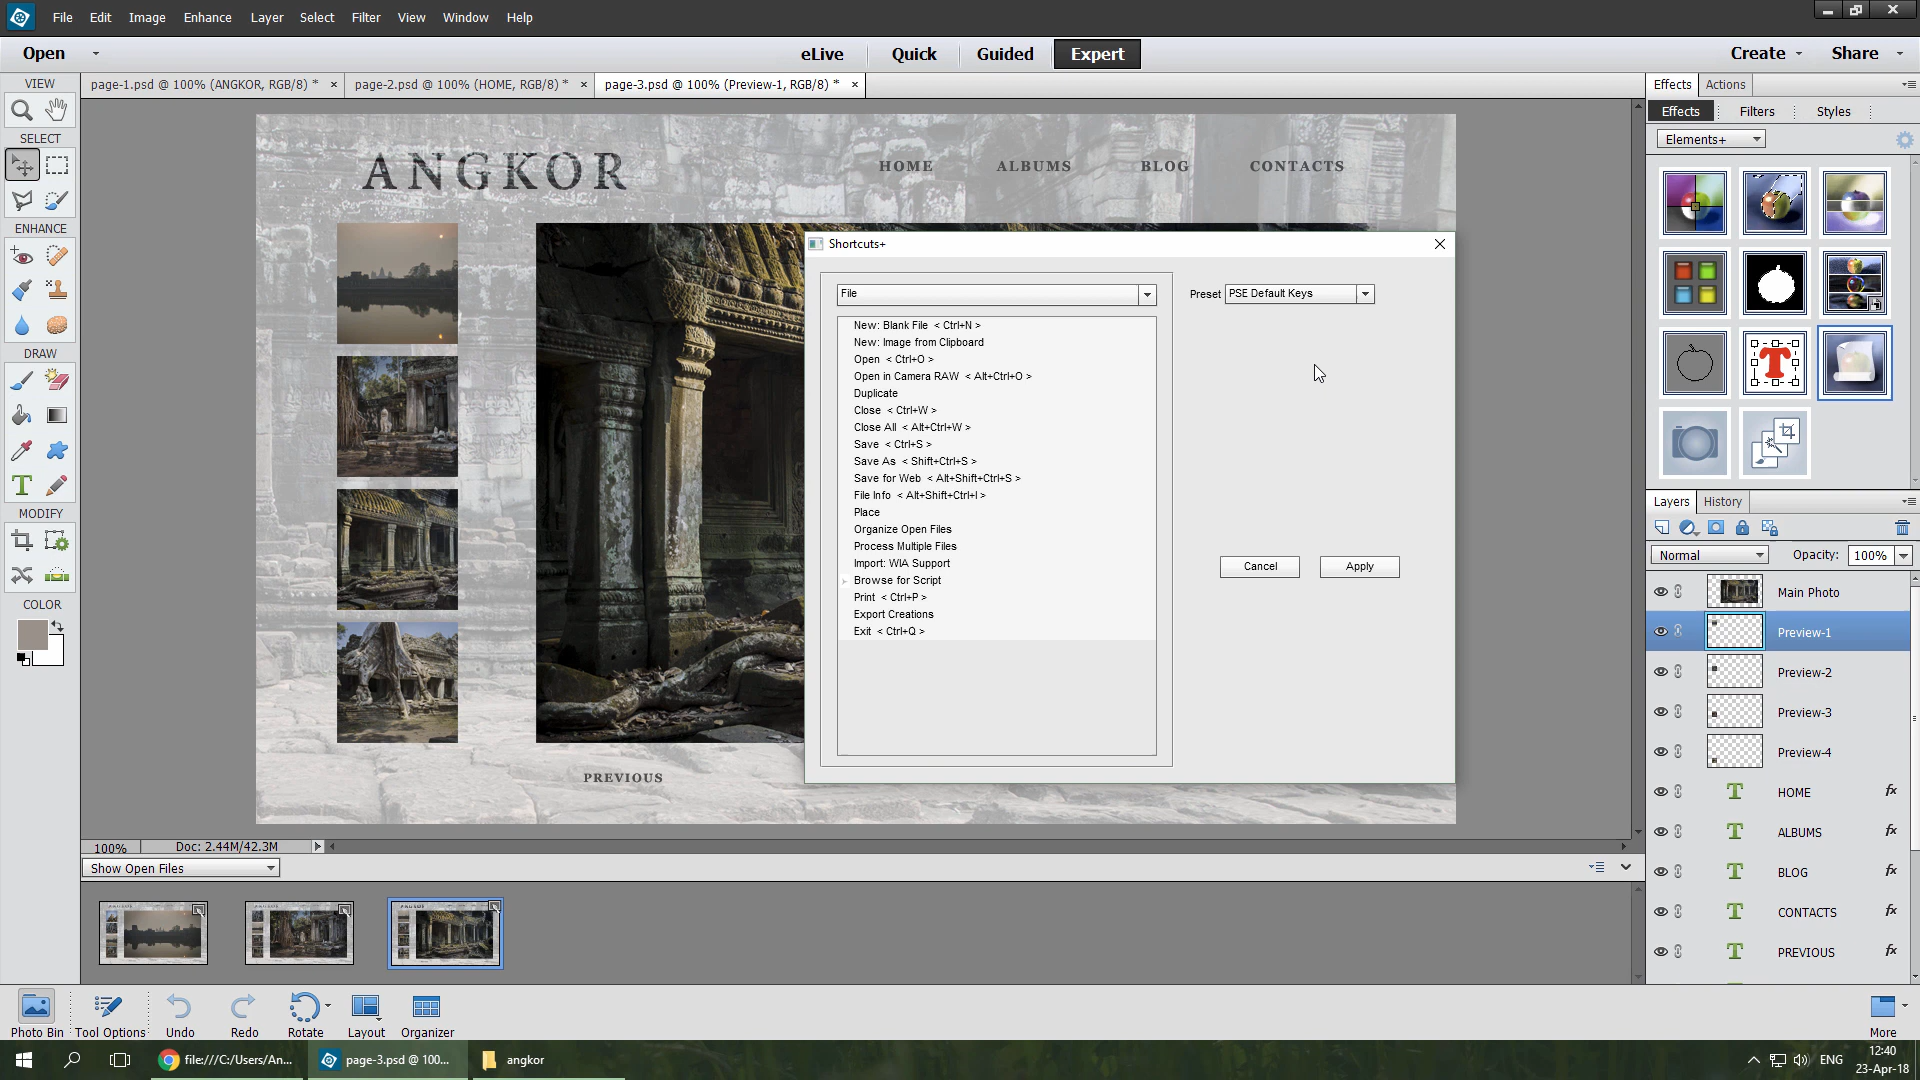 File Edit Image Enhance Layer Select Filter View Window Help
Open eLive Quick Guided Expert Create Share
VIEW
page-1.psd @ 100% (ANGKOR, RGB/8) * × page-2.psd @ 100% (HOME, RGB/8) * × page-3.psd @ 100% (Preview-1, RGB/8) * ×
Effects Actions
Effects Filters Styles
Elements+
SELECT
ENHANCE
DRAW
MODIFY
COLOR
ANGKOR HOME ALBUMS BLOG CONTACTS
PREVIOUS
Shortcuts+
File
Preset PSE Default Keys
New: Blank File < Ctrl+N >
New: Image from Clipboard
Open < Ctrl+O >
Open in Camera RAW < Alt+Ctrl+O >
Duplicate
Close < Ctrl+W >
Close All < Alt+Ctrl+W >
Save < Ctrl+S >
Save As < Shift+Ctrl+S >
Save for Web < Alt+Shift+Ctrl+S >
File Info < Alt+Shift+Ctrl+I >
Place
Organize Open Files
Process Multiple Files
Import: WIA Support
Browse for Script
Print < Ctrl+P >
Export Creations
Exit < Ctrl+Q >
Cancel Apply
Layers History
Normal Opacity: 100%
Main Photo
Preview-1
Preview-2
Preview-3
Preview-4
T HOME fx
T ALBUMS fx
T BLOG fx
T CONTACTS fx
T PREVIOUS fx
100% Doc: 2.44M/42.3M
Show Open Files
Photo Bin Tool Options Undo Redo Rotate Layout Organizer More
file:///C:/Users/An... page-3.psd @ 100... angkor ENG 12:40
23-Apr-18